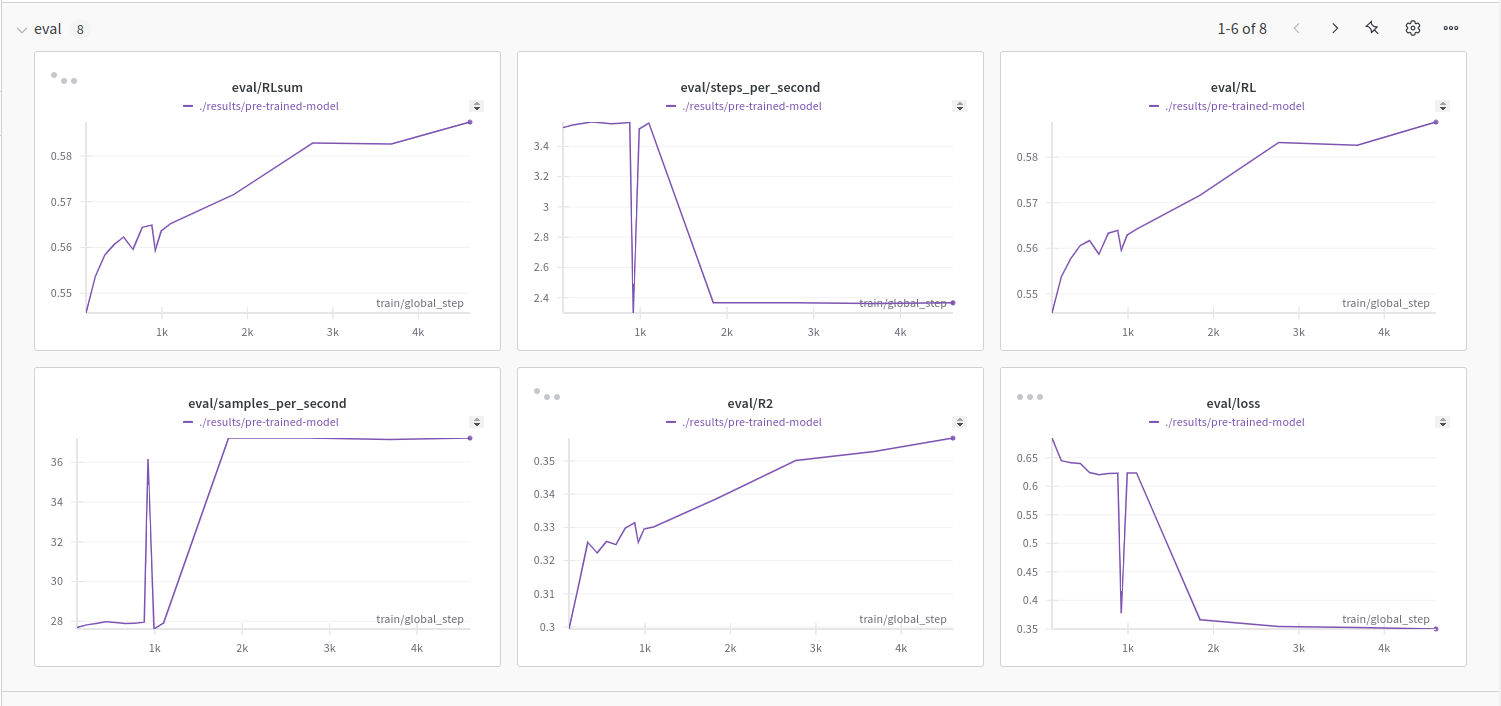 eval 8
1-6 of 8
eval/RLsum
./results/pre-trained-model
0.58
0.57
0.56
0.55
train/global_step
1k 2k 3k 4k
eval/steps_per_second
./results/pre-trained-model
3.4
3.2
3
2.8
2.6
2.4
train/global_step
1k 2k 3k 4k
eval/RL
./results/pre-trained-model
0.58
0.57
0.56
0.55
train/global_step
1k 2k 3k 4k
eval/samples_per_second
./results/pre-trained-model
36
34
32
30
28
train/global_step
1k 2k 3k 4k
eval/R2
./results/pre-trained-model
0.35
0.34
0.33
0.32
0.31
0.3
train/global_step
1k 2k 3k 4k
eval/loss
./results/pre-trained-model
0.65
0.6
0.55
0.5
0.45
0.4
0.35
train/global_step
1k 2k 3k 4k